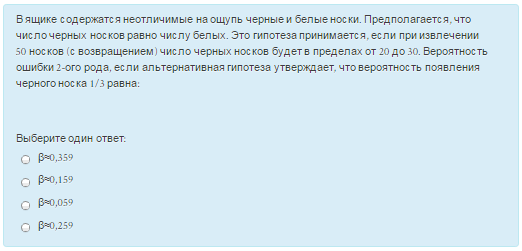 В ящике содержатся неотличимые на ощупь черные и белые носки. Предполагается, что
число черных носков равно числу белых. Это гипотеза принимается, если при извлечении
50 носков (с возвращением) число черных носков будет в пределах от 20 до 30. Вероятность
ошибки 2-ого рода, если альтернативная гипотеза утверждает, что вероятность появления
черного носка 1/3 равна:
Выберите один ответ:
β≈0,359
β≈0,159
β≈0,059
β≈0,259